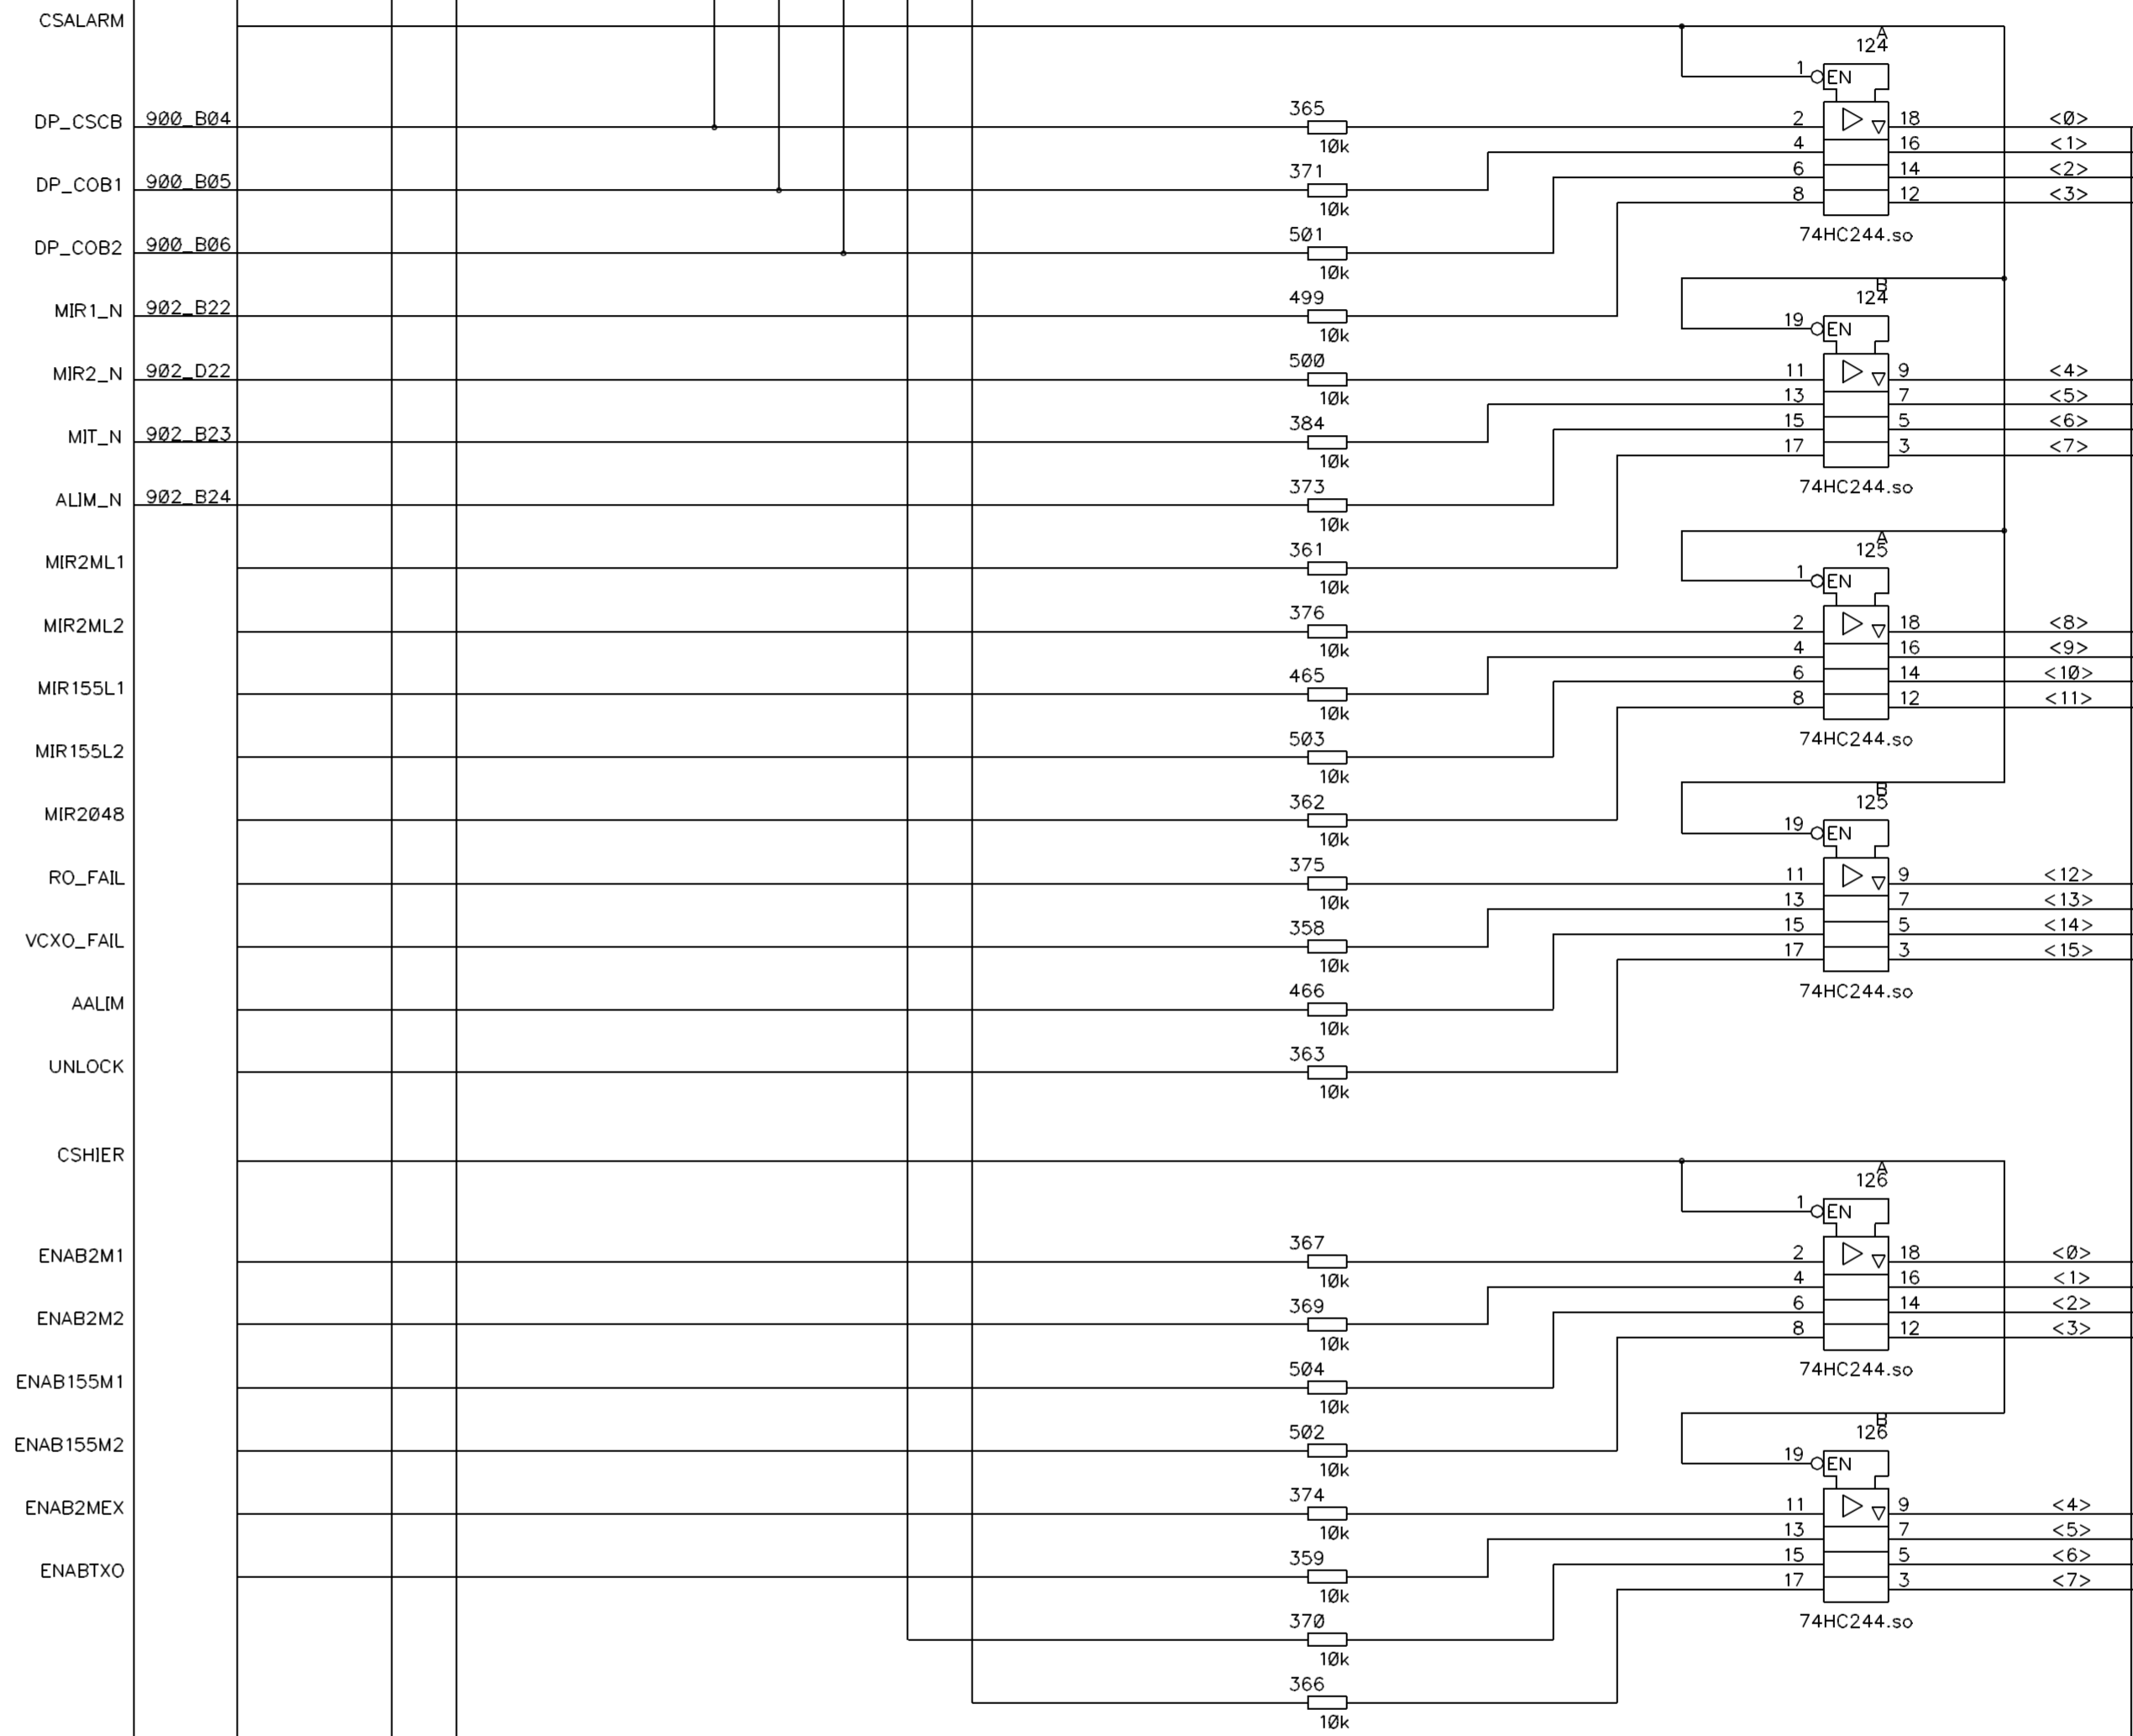 CSALARM
A
124
1 EN
DP_CSCB 900_B04 365 2 18 <0>
10k 4 16 <1>
DP_COB1 900_B05 371 6 14 <2>
10k 8 12 <3>
DP_COB2 900_B06 501 74HC244.so
10k
B
MIR1_N 902_B22 499 124
10k 19 EN
MIR2_N 902_D22 500 11 9 <4>
10k 13 7 <5>
MIT_N 902_B23 384 15 5 <6>
10k 17 3 <7>
ALIM_N 902_B24 373 74HC244.so
10k
A
MIR2ML1 361 125
10k 1 EN
MIR2ML2 376 2 18 <8>
10k 4 16 <9>
MIR155L1 465 6 14 <10>
10k 8 12 <11>
MIR155L2 503 74HC244.so
10k
B
MIR2048 362 125
10k 19 EN
RO_FAIL 375 11 9 <12>
10k 13 7 <13>
VCXO_FAIL 358 15 5 <14>
10k 17 3 <15>
AALIM 466 74HC244.so
10k
UNLOCK 363
10k
CSHIER
A
126
1 EN
ENAB2M1 367 2 18 <0>
10k 4 16 <1>
ENAB2M2 369 6 14 <2>
10k 8 12 <3>
ENAB155M1 504 74HC244.so
10k
B
ENAB155M2 502 126
10k 19 EN
ENAB2MEX 374 11 9 <4>
10k 13 7 <5>
ENABTXO 359 15 5 <6>
10k 17 3 <7>
370 74HC244.so
10k
366
10k